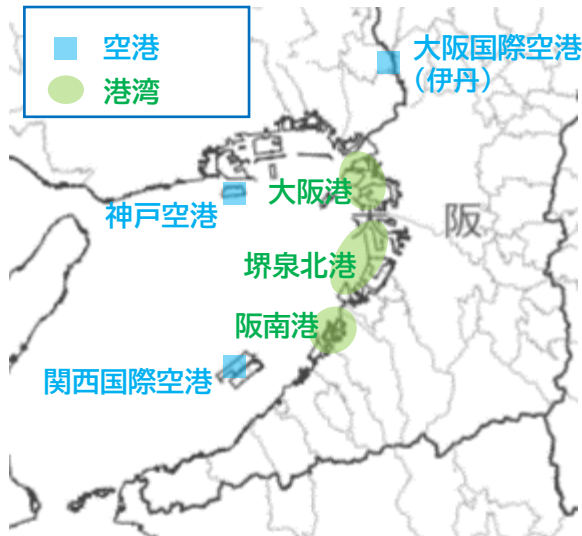 空港
港湾
大阪国際空港
（伊丹）
大阪港
神戸空港
阪
堺泉北港
阪南港
関西国際空港